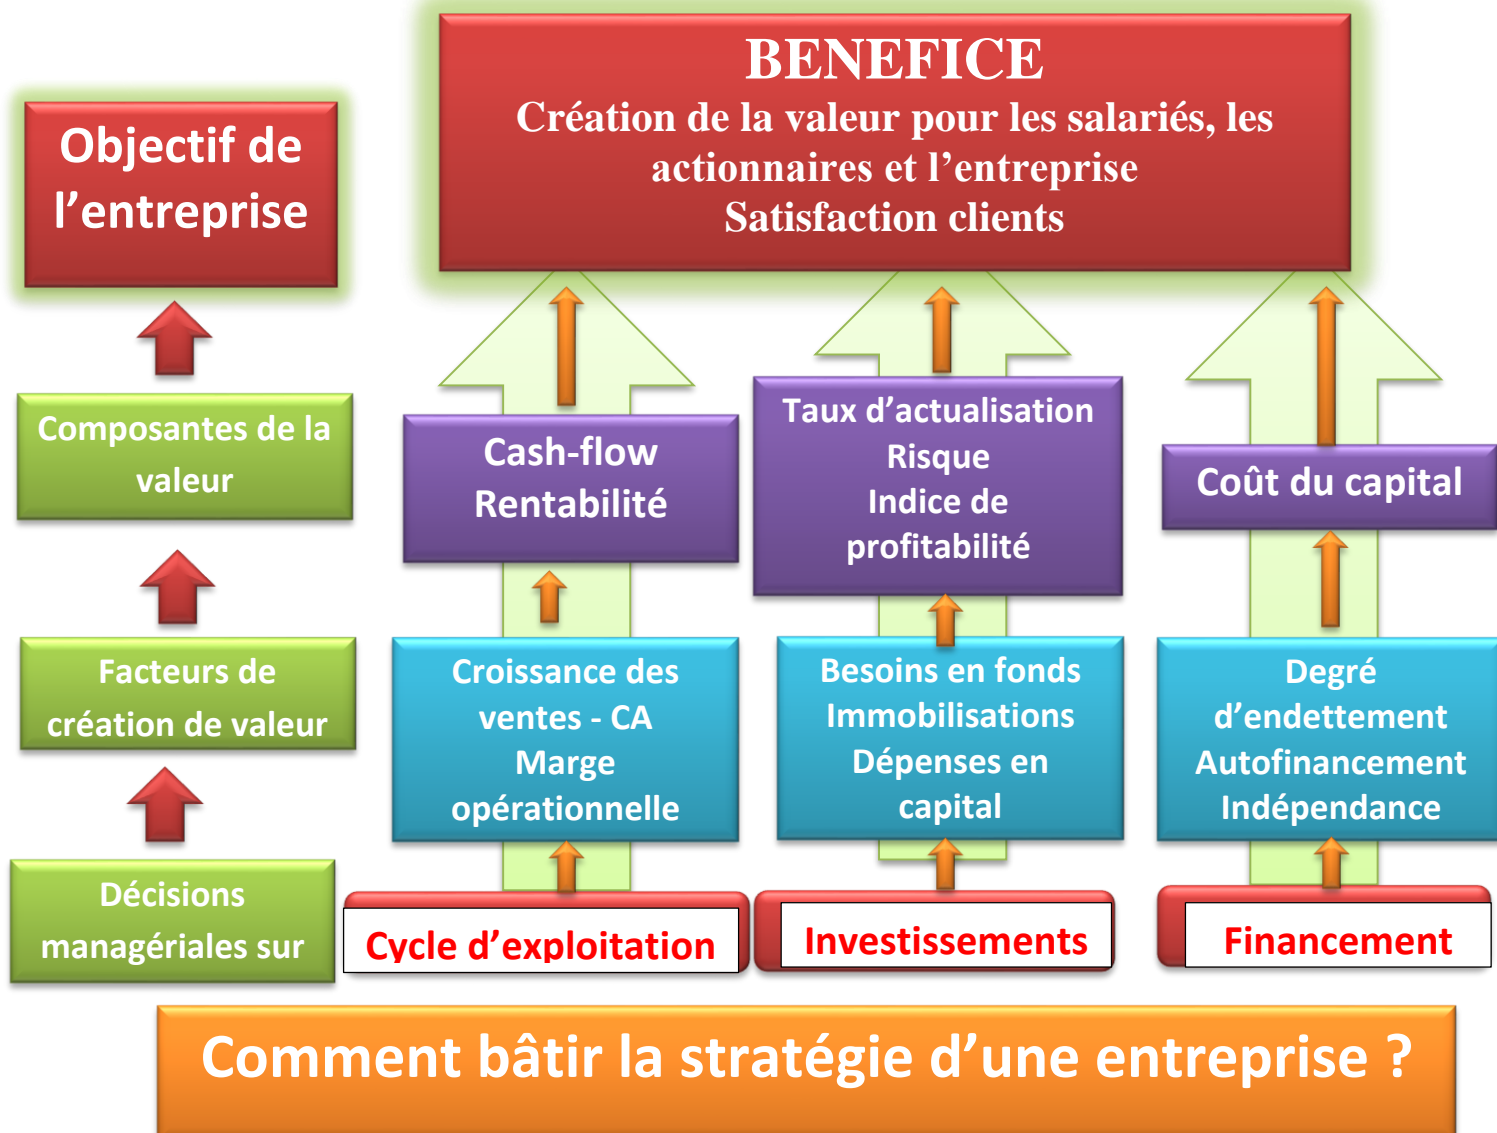 BENEFICE
Création de la valeur pour les salariés, les
actionnaires et l’entreprise
Satisfaction clients
Objectif de
l’entreprise
Composantes de la
valeur
Cash-flow
Rentabilité
Taux d’actualisation
Risque
Indice de
profitabilité
Coût du capital
Facteurs de
création de valeur
Croissance des
ventes - CA
Marge
opérationnelle
Besoins en fonds
Immobilisations
Dépenses en
capital
Degré
d’endettement
Autofinancement
Indépendance
Décisions
managériales sur
Cycle d’exploitation
Investissements
Financement
Comment bâtir la stratégie d’une entreprise ?